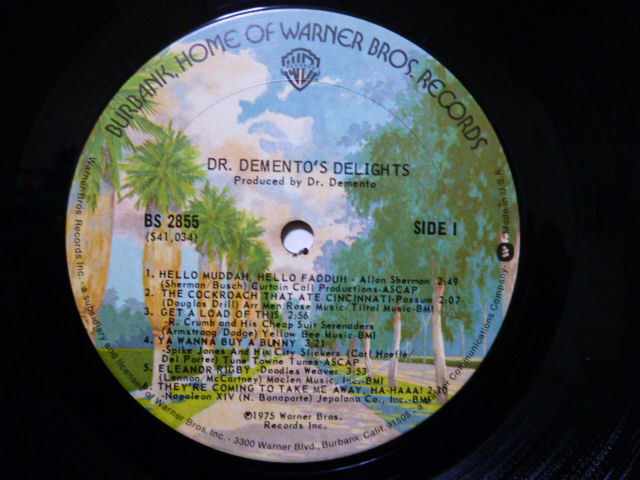 BURBANK, HOME OF WARNER BROS. RECORDS
DR. DEMENTO'S DELIGHTS
Produced by Dr. Demento
BS 2855
(S41,034)
SIDE 1
1. HELLO MUDDAH, HELLO FADDUH - Allan Sherman 2:49
(Sherman/Busch) Curtain Call Productions-ASCAP
2. THE COCKROACH THAT ATE CINCINNATI-Possum 2:07
(Douglas Drill) Arr Men Rose Music/Tiltol Music-BMI
3. GET A LOAD OF THIS 2:56
-R. Crumb and His Cheap Suit Serenaders
(Armstrong Dodge) Yellow Bee Music-BMI
4. YA WANNA BUY A BUNNY 3:21
-Spike Jones And His City Slickers (Carl Hoefle
Del Porter) Tune Towne Tunes-ASCAP
5. ELEANOR RIGBY -Doodles Weaver 3:53
(Lennon/McCartney) Maclen Music, Inc-BMI
6. THEY'RE COMING TO TAKE ME AWAY, HA-HAAA!
-Napoleon XIV (N. Bonaparte) Jepalana Co., Inc.-BMI
©1975 Warner Bros.
Records Inc.
Warner Bros. Records Inc. - a subsidiary and licensee of Warner Bros. Inc. - 3300 Warner Blvd., Burbank, Calif. 91505 - a Warner Communications Company. Made in U.S.A.